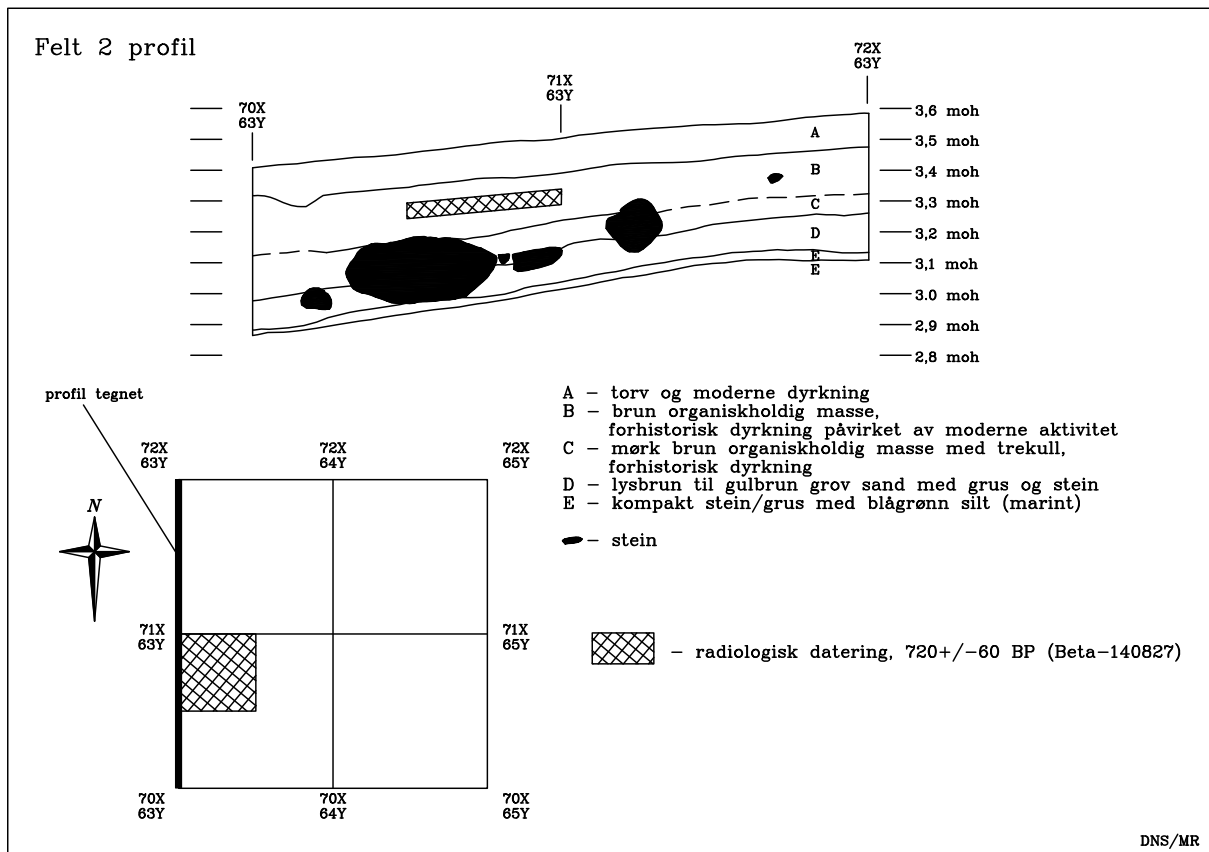 Felt 2 profil
70X
63Y
71X
63Y
72X
63Y
3,6 moh
3,5 moh
3,4 moh
3,3 moh
3,2 moh
3,1 moh
3.0 moh
2,9 moh
2,8 moh
A
B
C
D
E
E
profil tegnet
72X
63Y
72X
64Y
72X
65Y
N
71X
63Y
71X
65Y
70X
63Y
70X
64Y
70X
65Y
A – torv og moderne dyrkning
B – brun organiskholdig masse,
forhistorisk dyrkning påvirket av moderne aktivitet
C – mørk brun organiskholdig masse med trekull,
forhistorisk dyrkning
D – lysbrun til gulbrun grov sand med grus og stein
E – kompakt stein/grus med blågrønn silt (marint)
– stein
– radiologisk datering, 720+/-60 BP (Beta-140827)
DNS/MR